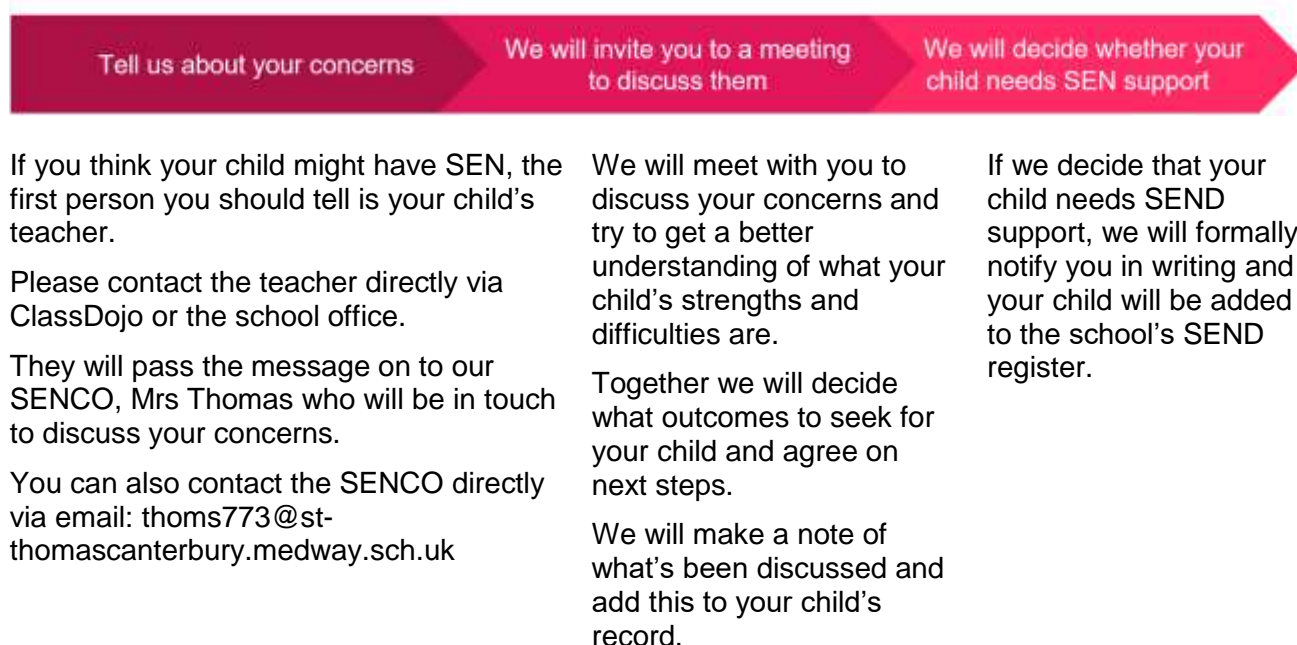 Tell us about your concerns
We will invite you to a meeting
to discuss them
We will decide whether your
child needs SEN support
If you think your child might have SEN, the
first person you should tell is your child's
teacher.
Please contact the teacher directly via
ClassDojo or the school office.
They will pass the message on to our
SENCO, Mrs Thomas who will be in touch
to discuss your concerns.
You can also contact the SENCO directly
via email: thoms773@st-
thomascanterbury.medway.sch.uk
We will meet with you to
discuss your concerns and
try to get a better
understanding of what your
child's strengths and
difficulties are.
Together we will decide
what outcomes to seek for
your child and agree on
next steps.
We will make a note of
what's been discussed and
add this to your child's
record.
If we decide that your
child needs SEND
support, we will formally
notify you in writing and
your child will be added
to the school's SEND
register.